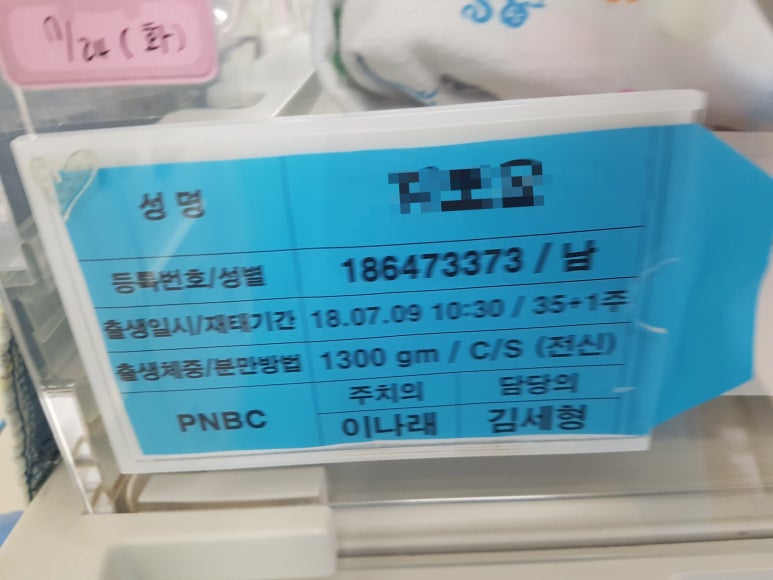 7/24 (화)
성 명
등록번호/성별 186473373 / 남
출생일시/재태기간 18.07.09 10:30 / 35+1주
출생체중/분만방법 1300 gm / C/S (전신)
PNBC 주치의 담당의
이나래 김세형